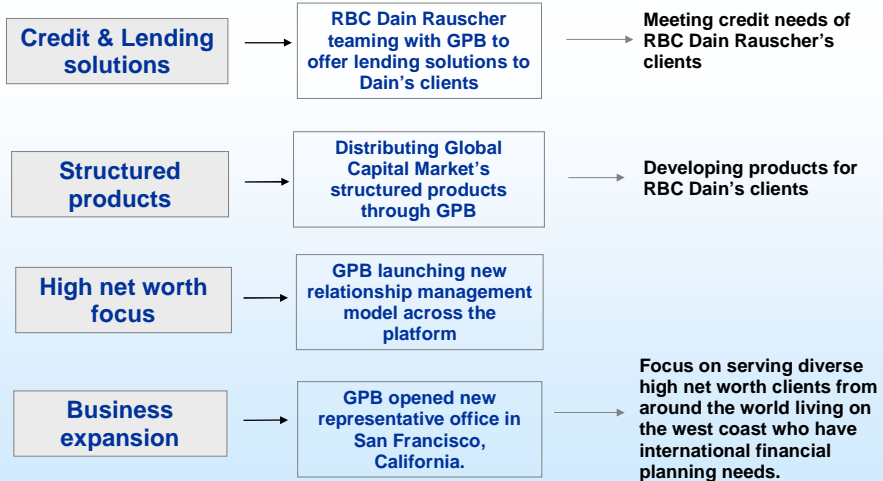 Credit & Lending
solutions
RBC Dain Rauscher
teaming with GPB to
offer lending solutions to
Dain's clients
Meeting credit needs of
RBC Dain Rauscher's
clients
Structured
products
Distributing Global
Capital Market's
structured products
through GPB
Developing products for
RBC Dain's clients
High net worth
focus
GPB launching new
relationship management
model across the
platform
Business
expansion
GPB opened new
representative office in
San Francisco,
California.
Focus on serving diverse
high net worth clients from
around the world living on
the west coast who have
international financial
planning needs.